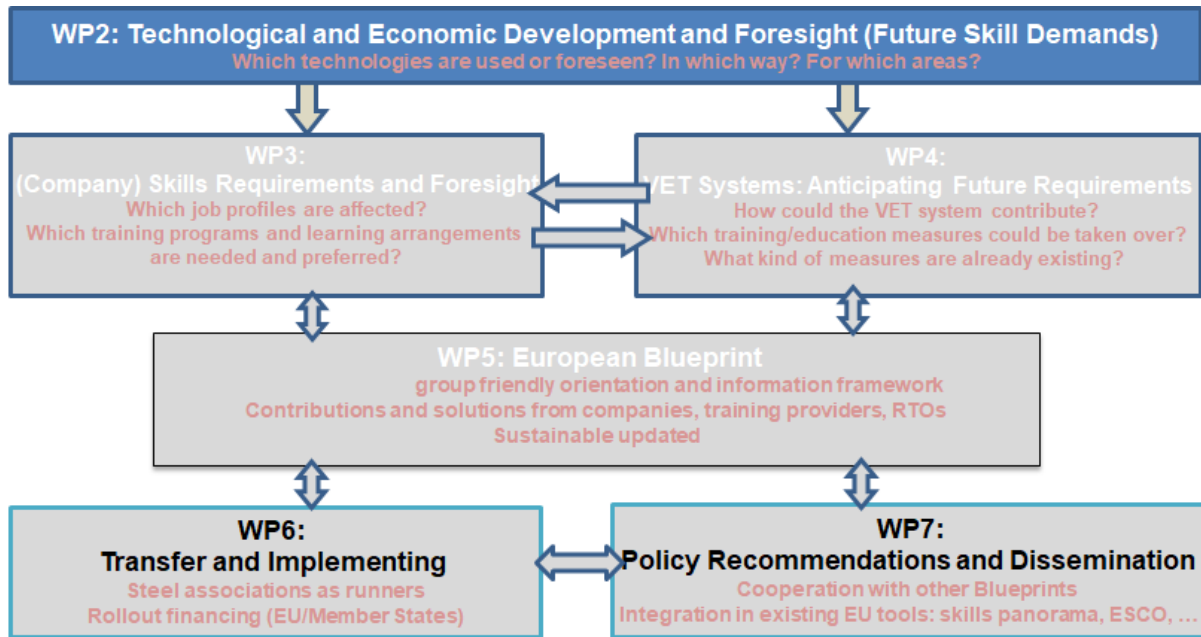 WP2: Technological and Economic Development and Foresight (Future Skill Demands)
Which technologies are used or foreseen? In which way? For which areas?
WP3:
(Company) Skills Requirements and Foresight
Which job profiles are affected?
Which training programs and learning arrangements
are needed and preferred?
WP4:
VET Systems: Anticipating Future Requirements
How could the VET system contribute?
Which training/education measures could be taken over?
What kind of measures are already existing?
WP5: European Blueprint
group friendly orientation and information framework
Contributions and solutions from companies, training providers, RTOs
Sustainable updated
WP6:
Transfer and Implementing
Steel associations as runners
Rollout financing (EU/Member States)
WP7:
Policy Recommendations and Dissemination
Cooperation with other Blueprints
Integration in existing EU tools: skills panorama, ESCO, ...